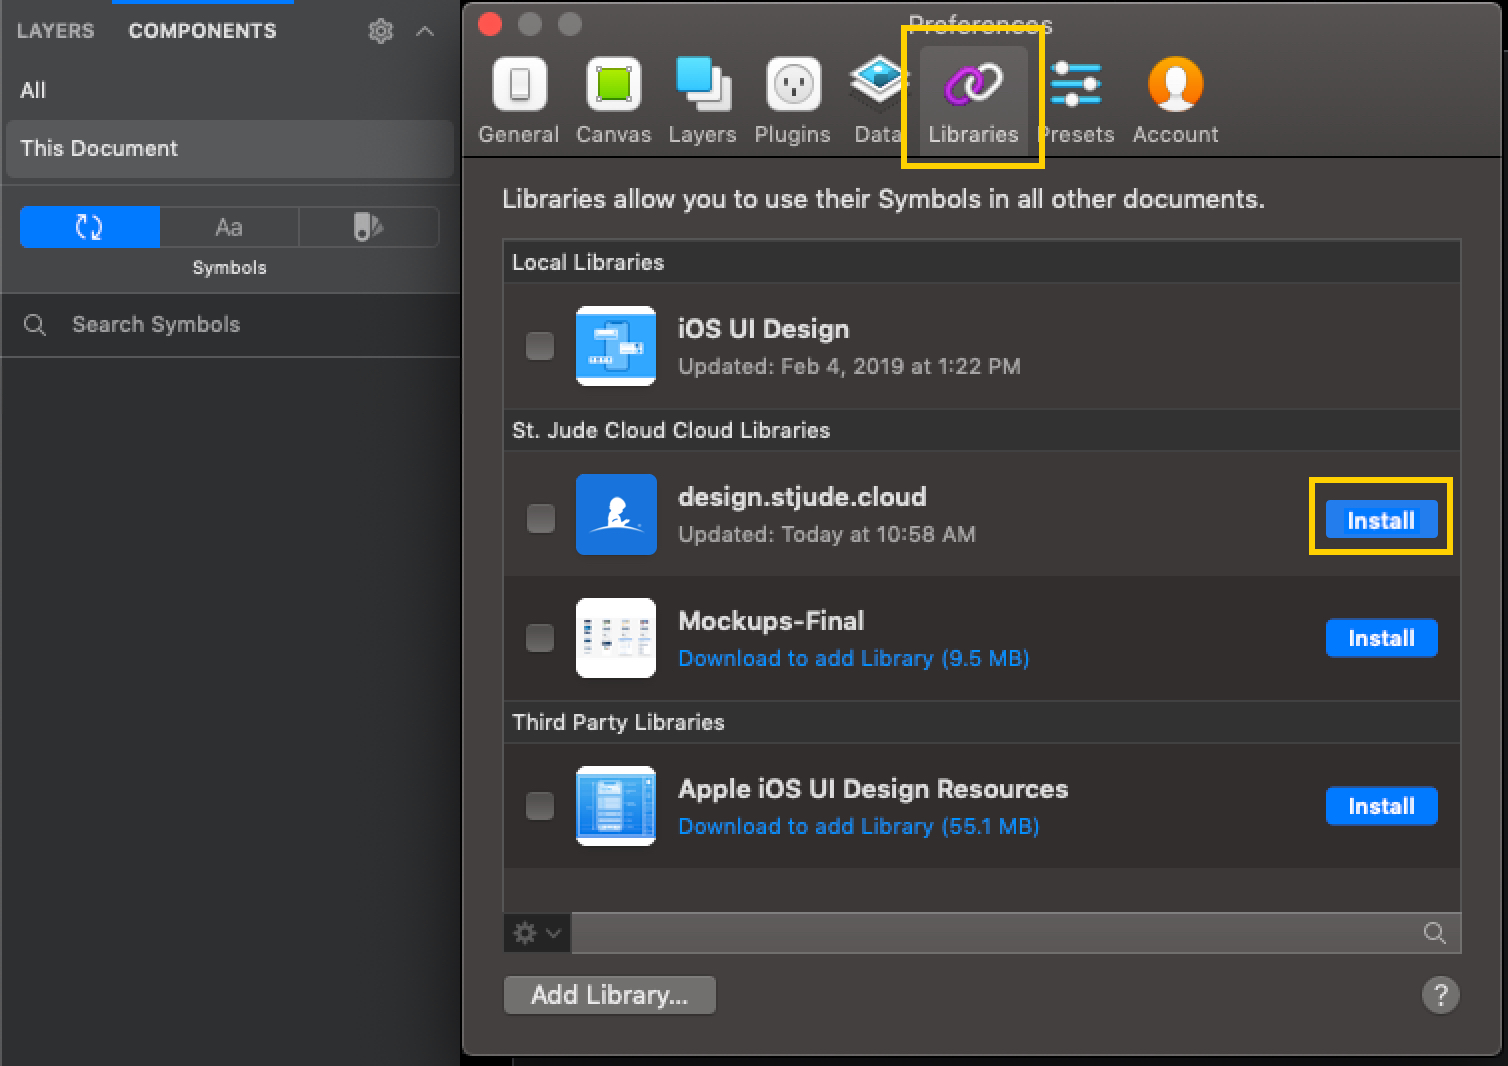 LAYERS COMPONENTS
All
This Document
Aa
Symbols
Search Symbols
Preferences
General Canvas Layers Plugins Data Libraries Presets Account
Libraries allow you to use their Symbols in all other documents.
Local Libraries
iOS UI Design
Updated: Feb 4, 2019 at 1:22 PM
St. Jude Cloud Cloud Libraries
design.stjude.cloud
Updated: Today at 10:58 AM
Install
Mockups-Final
Download to add Library (9.5 MB)
Install
Third Party Libraries
Apple iOS UI Design Resources
Download to add Library (55.1 MB)
Install
Add Library...
?